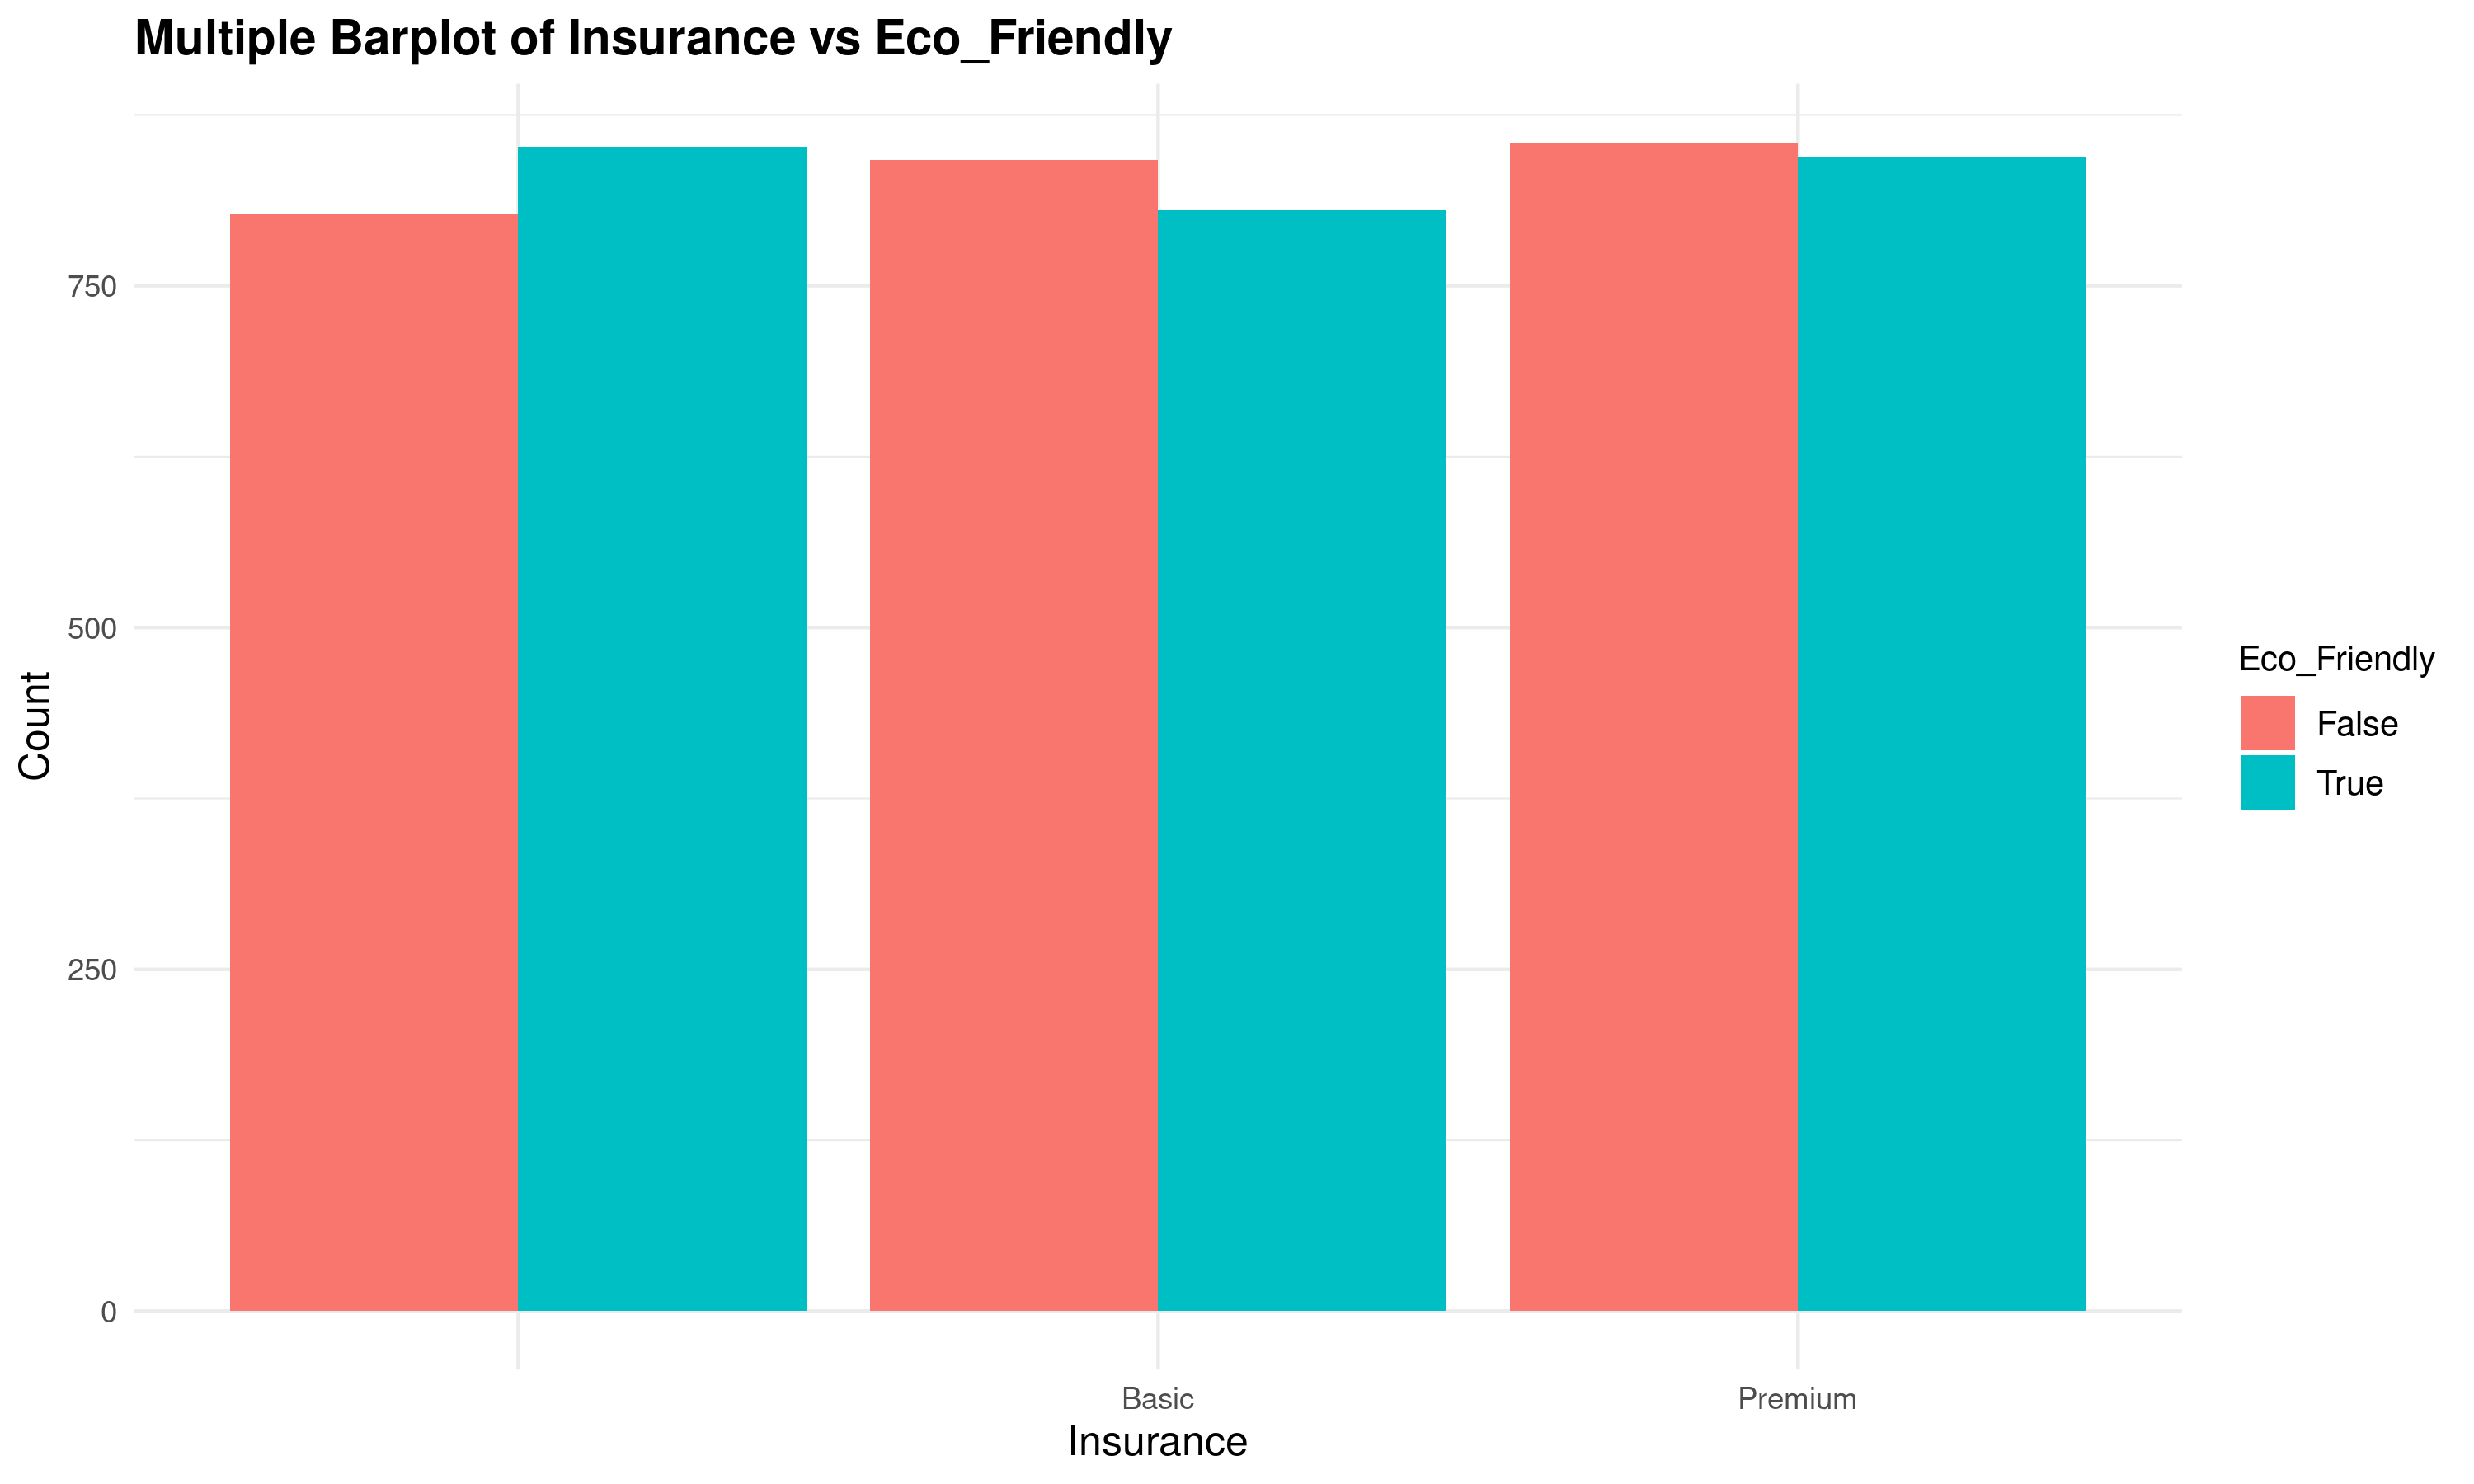 Multiple Barplot of Insurance vs Eco_Friendly
750
500
250
0
Count
Basic
Premium
Insurance
Eco_Friendly
False
True